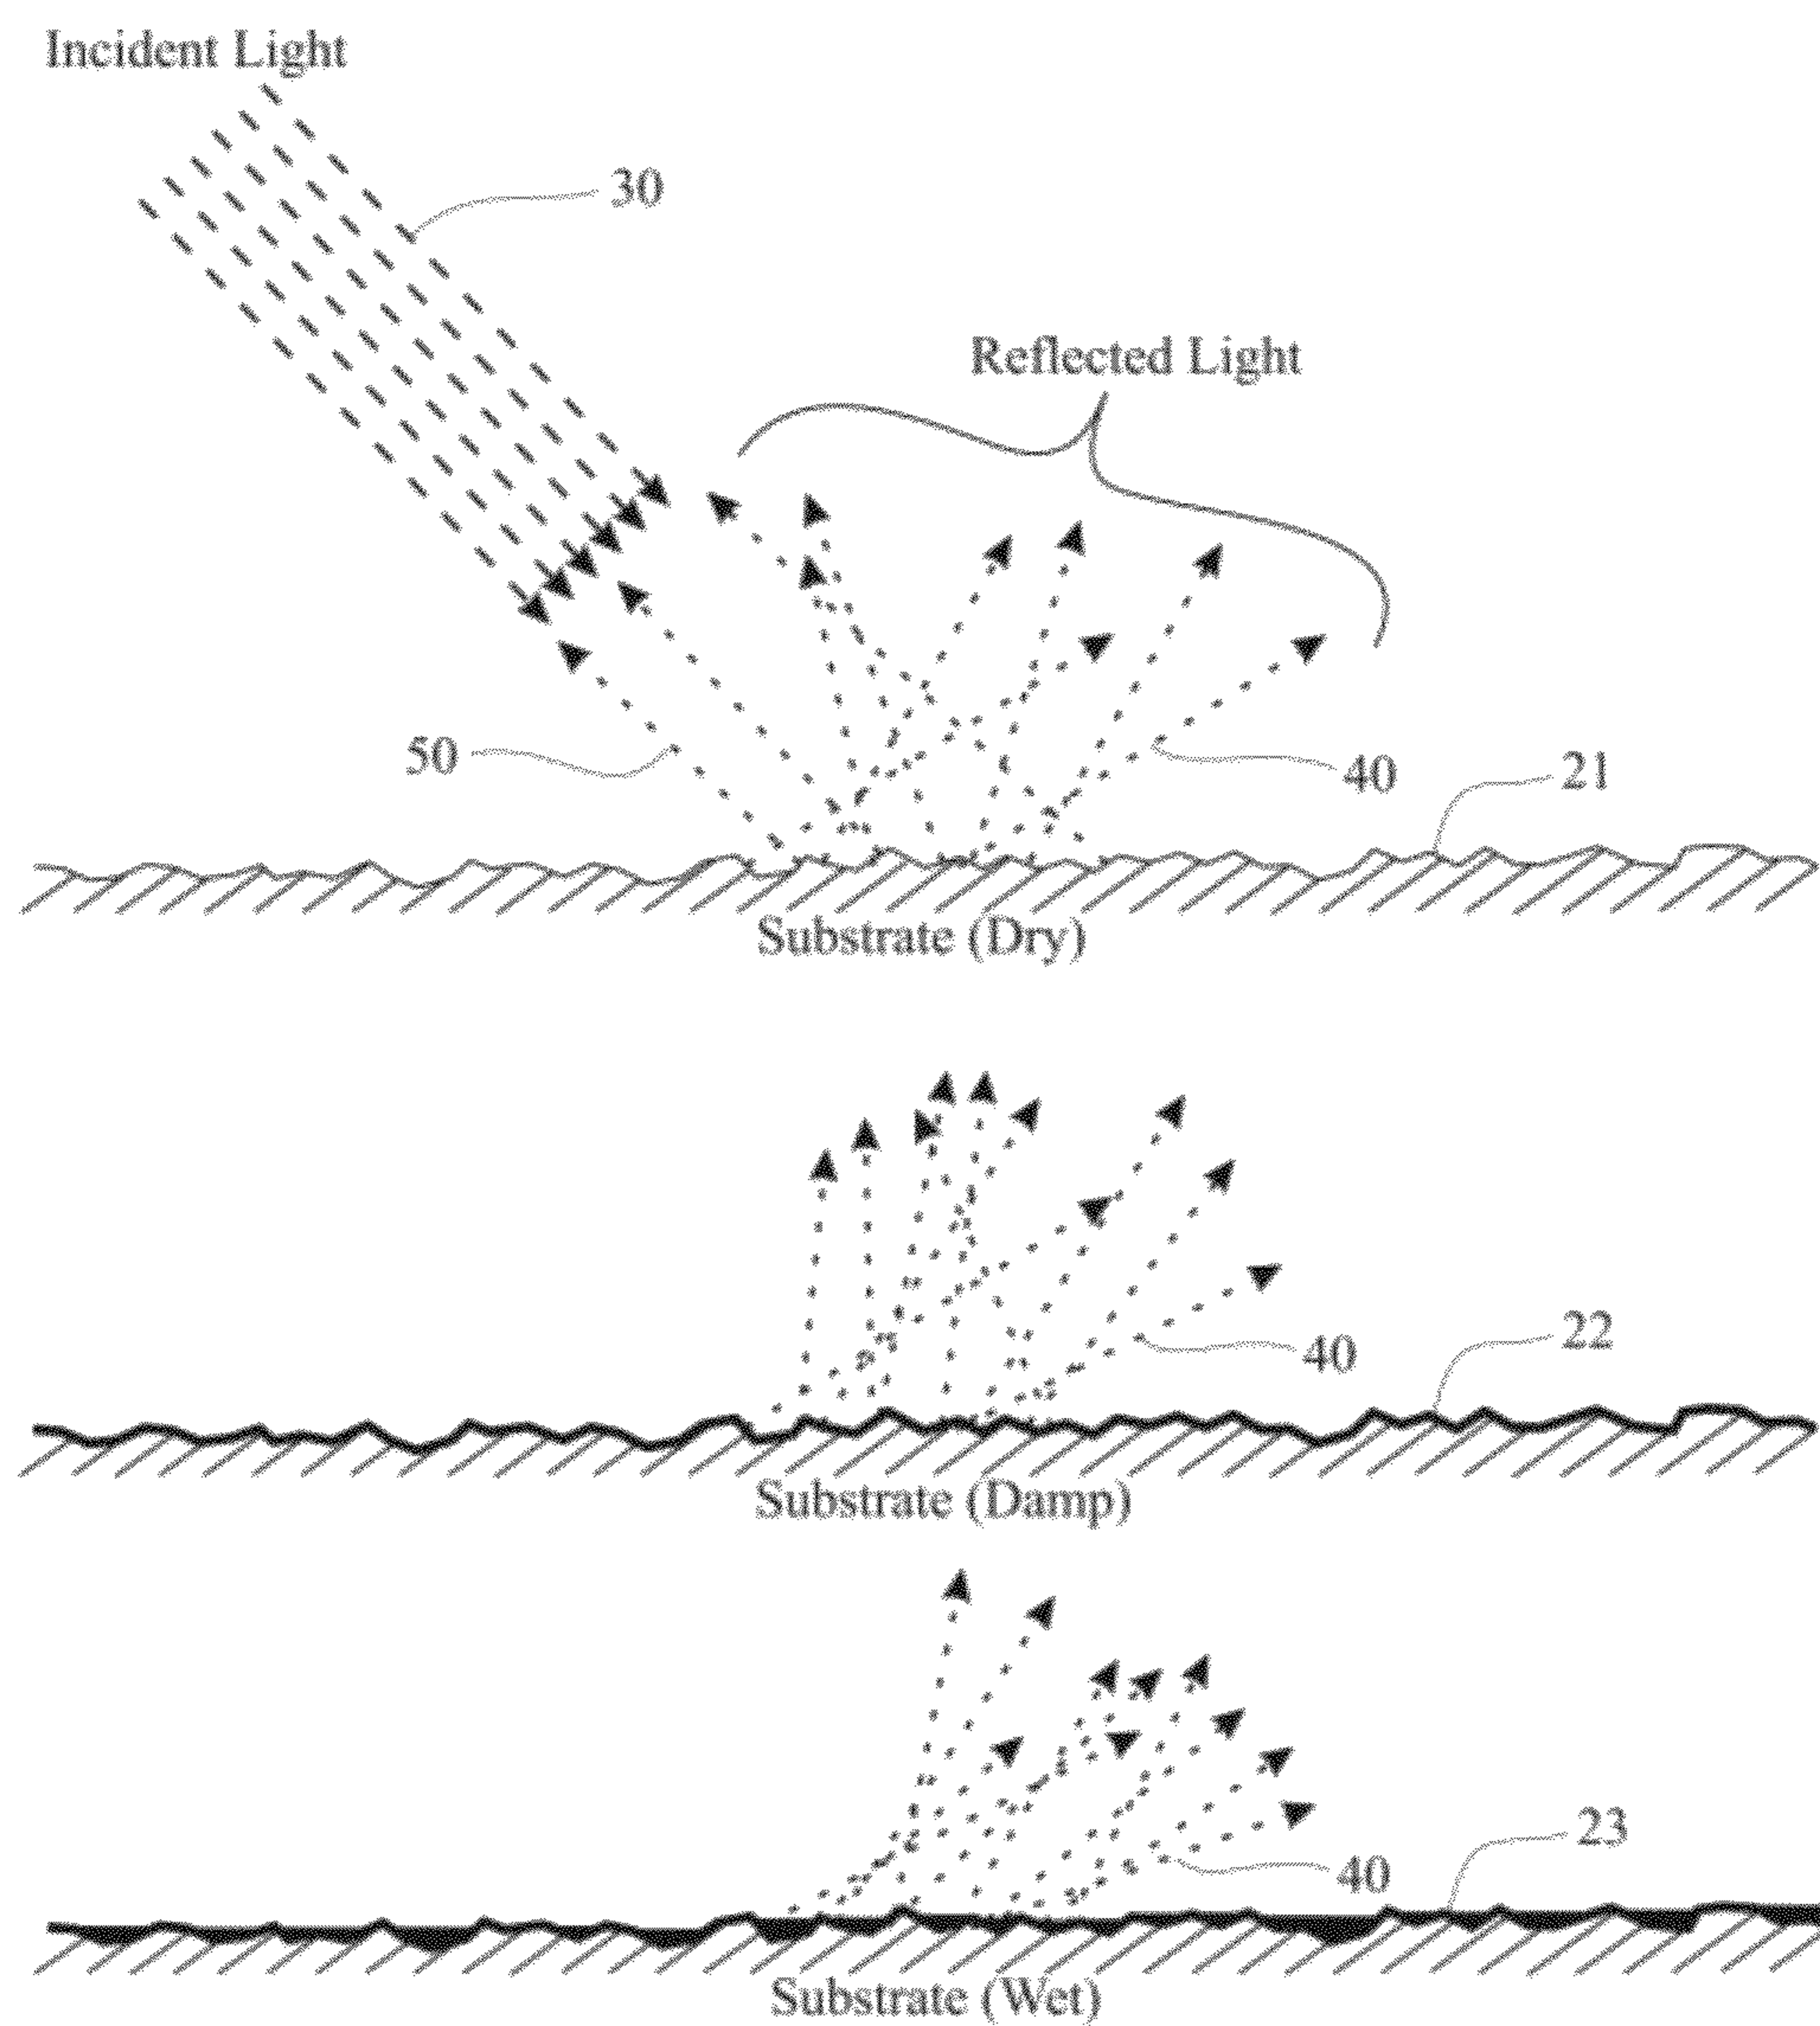 Incident Light
30
Reflected Light
50
40
21
Substrate (Dry)
22
40
Substrate (Damp)
23
40
Substrate (Wet)